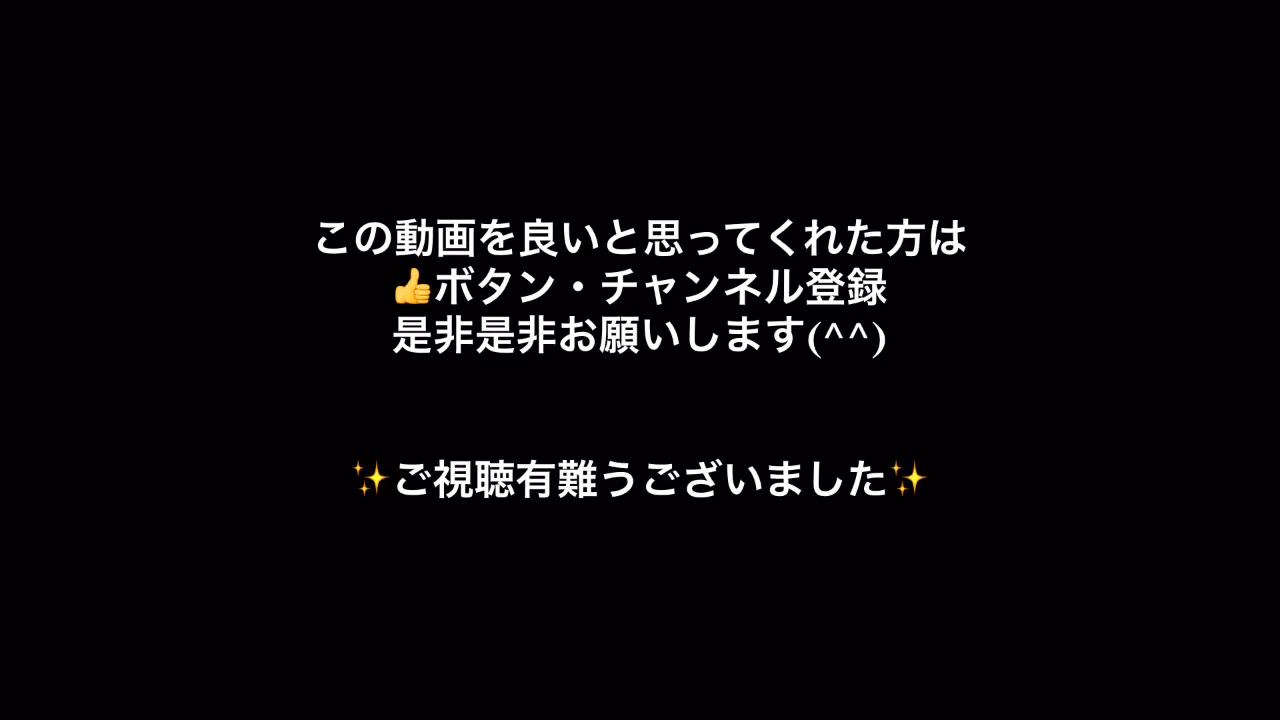 この動画を良いと思ってくれた方は
👍ボタン・チャンネル登録
是非是非お願いします(^^)
✨ご視聴有難うございました✨